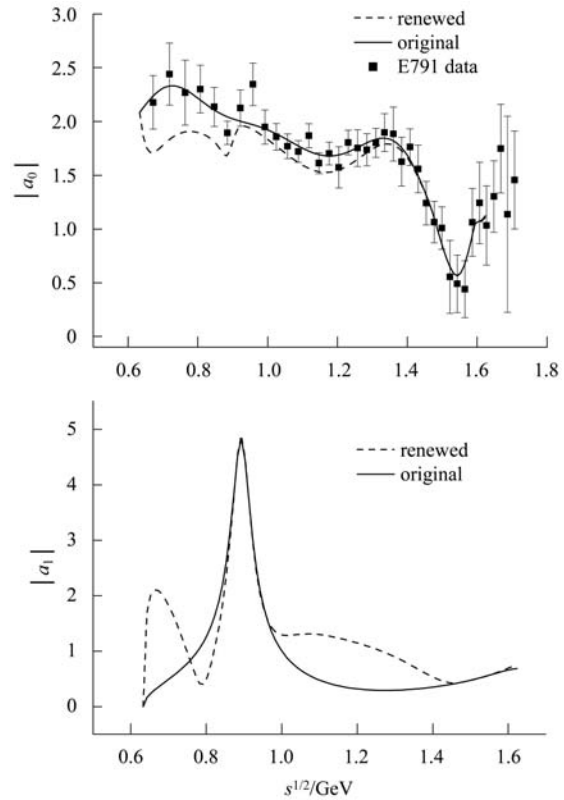 renewed
original
E791 data
3.0
2.5
2.0
1.5
1.0
0.5
0
|a₀|
0.6 0.8 1.0 1.2 1.4 1.6 1.8
renewed
original
5
4
3
2
1
0
|a₁|
0.6 0.8 1.0 1.2 1.4 1.6
s^{1/2}/GeV